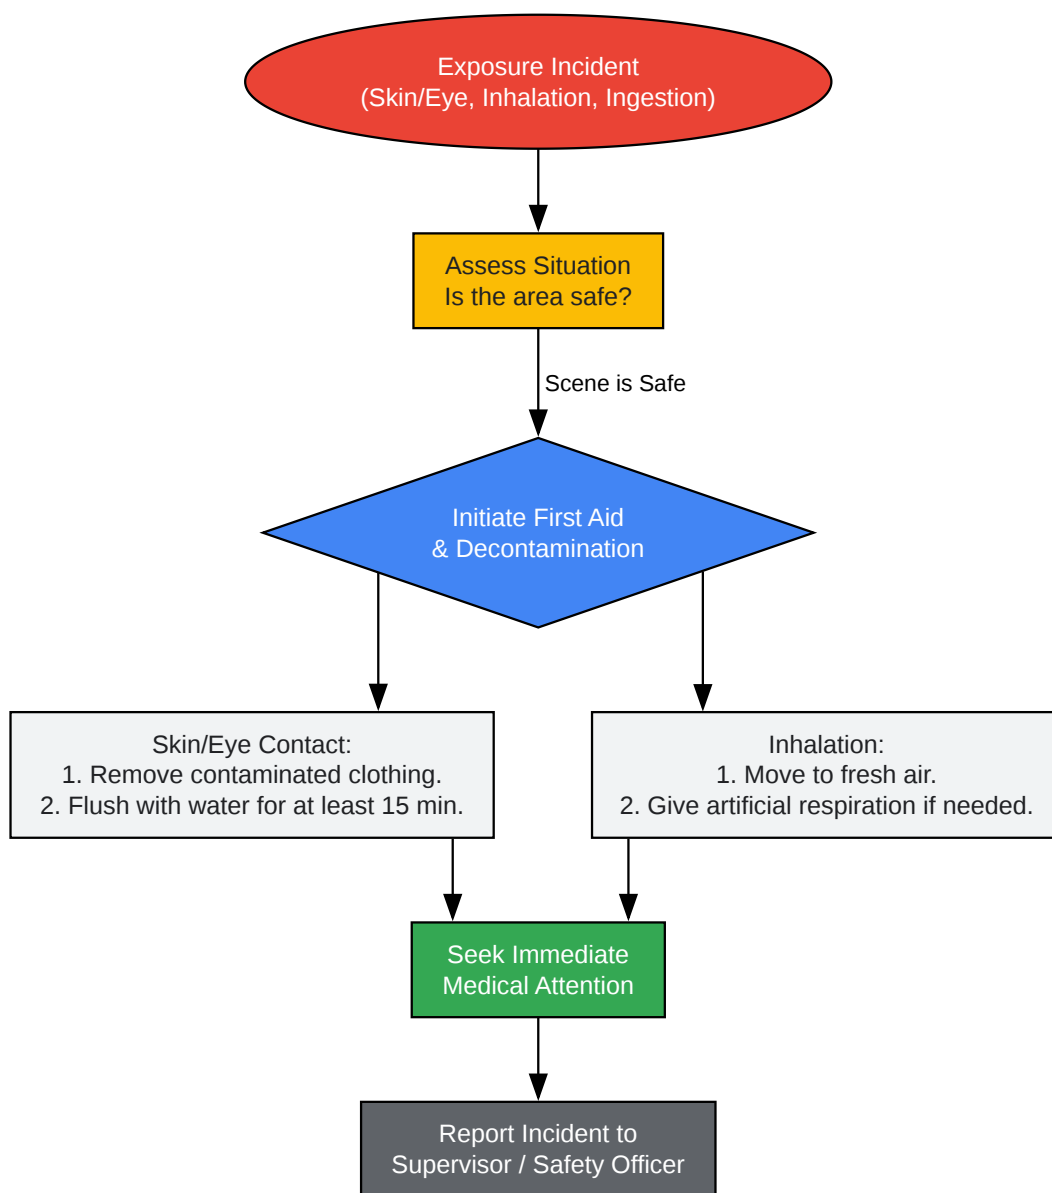 Exposure Incident
(Skin/Eye, Inhalation, Ingestion)
Assess Situation
Is the area safe?
Scene is Safe
Initiate First Aid
& Decontamination
Skin/Eye Contact:
1. Remove contaminated clothing.
2. Flush with water for at least 15 min.
Inhalation:
1. Move to fresh air.
2. Give artificial respiration if needed.
Seek Immediate
Medical Attention
Report Incident to
Supervisor / Safety Officer